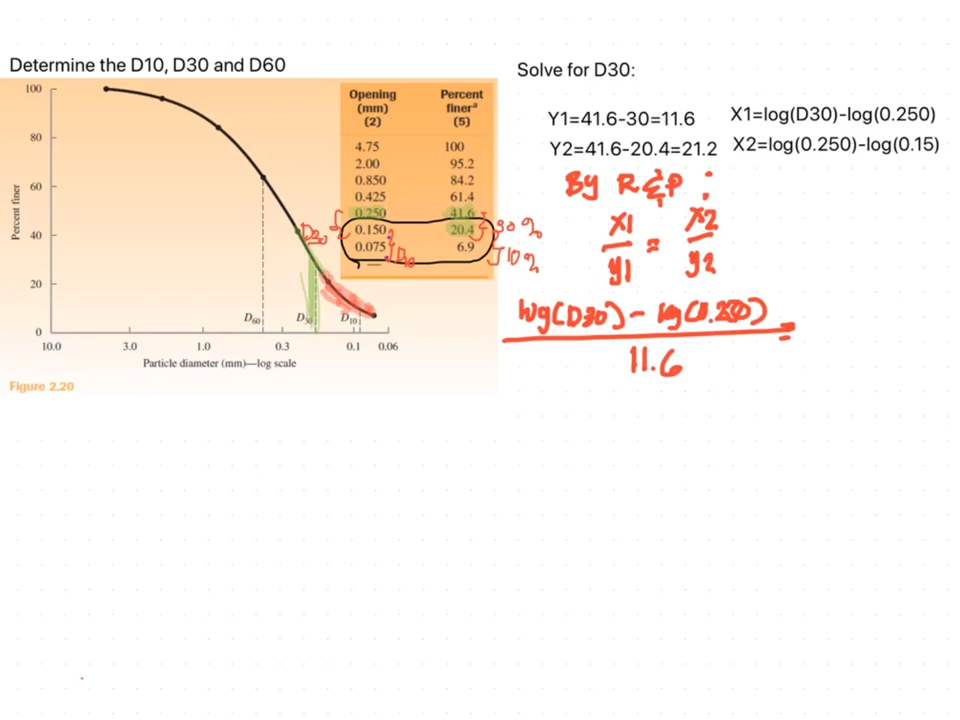 Determine the D10, D30 and D60
Solve for D30:
Y1=41.6-30=11.6
X1=log(D30)-log(0.250)
Y2=41.6-20.4=21.2
X2=log(0.250)-log(0.15)
By R&P :
X1
X2
=
y1
y2
log(D30) - log(0.250)
=
11.6
Opening
(mm)
(2)
Percent
finerª
(5)
4.75 100
2.00 95.2
0.850 84.2
0.425 61.4
0.250 41.6
0.150 20.4
0.075 6.9
—
30%
10%
D30
D10
Percent finer
100
80
60
40
20
0
D60
D30
D10
10.0 3.0 1.0 0.3 0.1 0.06
Particle diameter (mm)—log scale
Figure 2.20